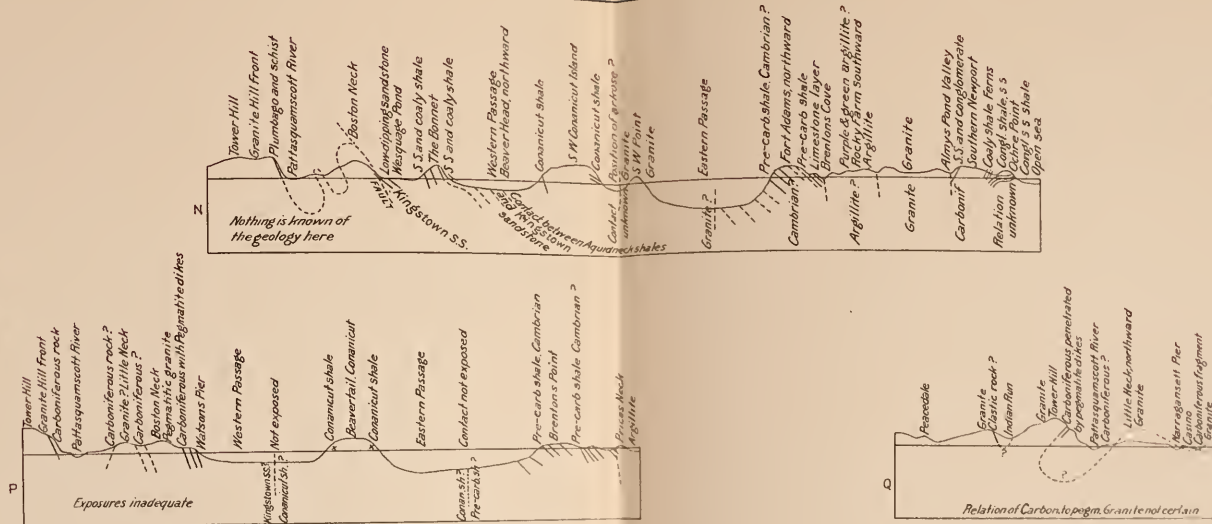 Tower Hill
Granite Hill Front
Plumbago and schist
Pattasquamscott River
Boston Neck
Low-dipping sandstone
Wesquage Pond
S.S. and coaly shale
The Bonnet
S.S. and coaly shale
Western Passage
Beaver Head, northward
Conanicut Shale
S W Conanicut Island
W Conanicut shale
Position of arkose?
Granite
S W Point
Granite
Eastern Passage
Pre-carb shale, Cambrian?
Fort Adams, northward
Pre-carb Shale
Limestone layer
Brentons Cove
Purple & green argillite?
Rocky Farm Southward
Argillite
Granite
Almys Pond Valley
S.S. and conglomerate
Southern Newport
Coaly Shale Ferns
Congl shale, s s
Ochre Point
Congl s s shale
Open sea
N
Nothing is known of
the geology here
FAULT
Kingstown S.S.
Contact between Aquidneck shales
and Kingstown
sandstone
Contact
unknown
Granite?
Cambrian?
Argillite?
Granite
Carbonif
Relation
unknown
Tower Hill
Granite Hill Front
Carboniferous rock
Pattasquamscott River
Carboniferous rock?
Granite? Little Neck
Carboniferous?
Boston Neck
Pegmatitic granite
Carboniferous with Pegmatite dikes
Watsons Pier
Western Passage
Not exposed
Conanicut shale
Beavertail, Conanicut
Conanicut shale
Eastern Passage
Contact not exposed
Pre-carb shale, Cambrian
Brentons Point
Pre-carb shale Cambrian?
Prices Neck
Argillite
P
Exposures inadequate
Kingstown SS?
Conanicut sh.?
Conan. sh.?
Pre-carb sh.
Peacedale
Granite
Clastic rock?
Indian Run
Granite
Tower Hill
Carboniferous penetrated
by pegmatite dikes
Pattasquamscott River
Carboniferous?
Little Neck, northward
Granite
Narragansett Pier
Casino
Carboniferous fragment
Granite
Q
?
?
Relation of Carbon. to pegm. Granite not certain